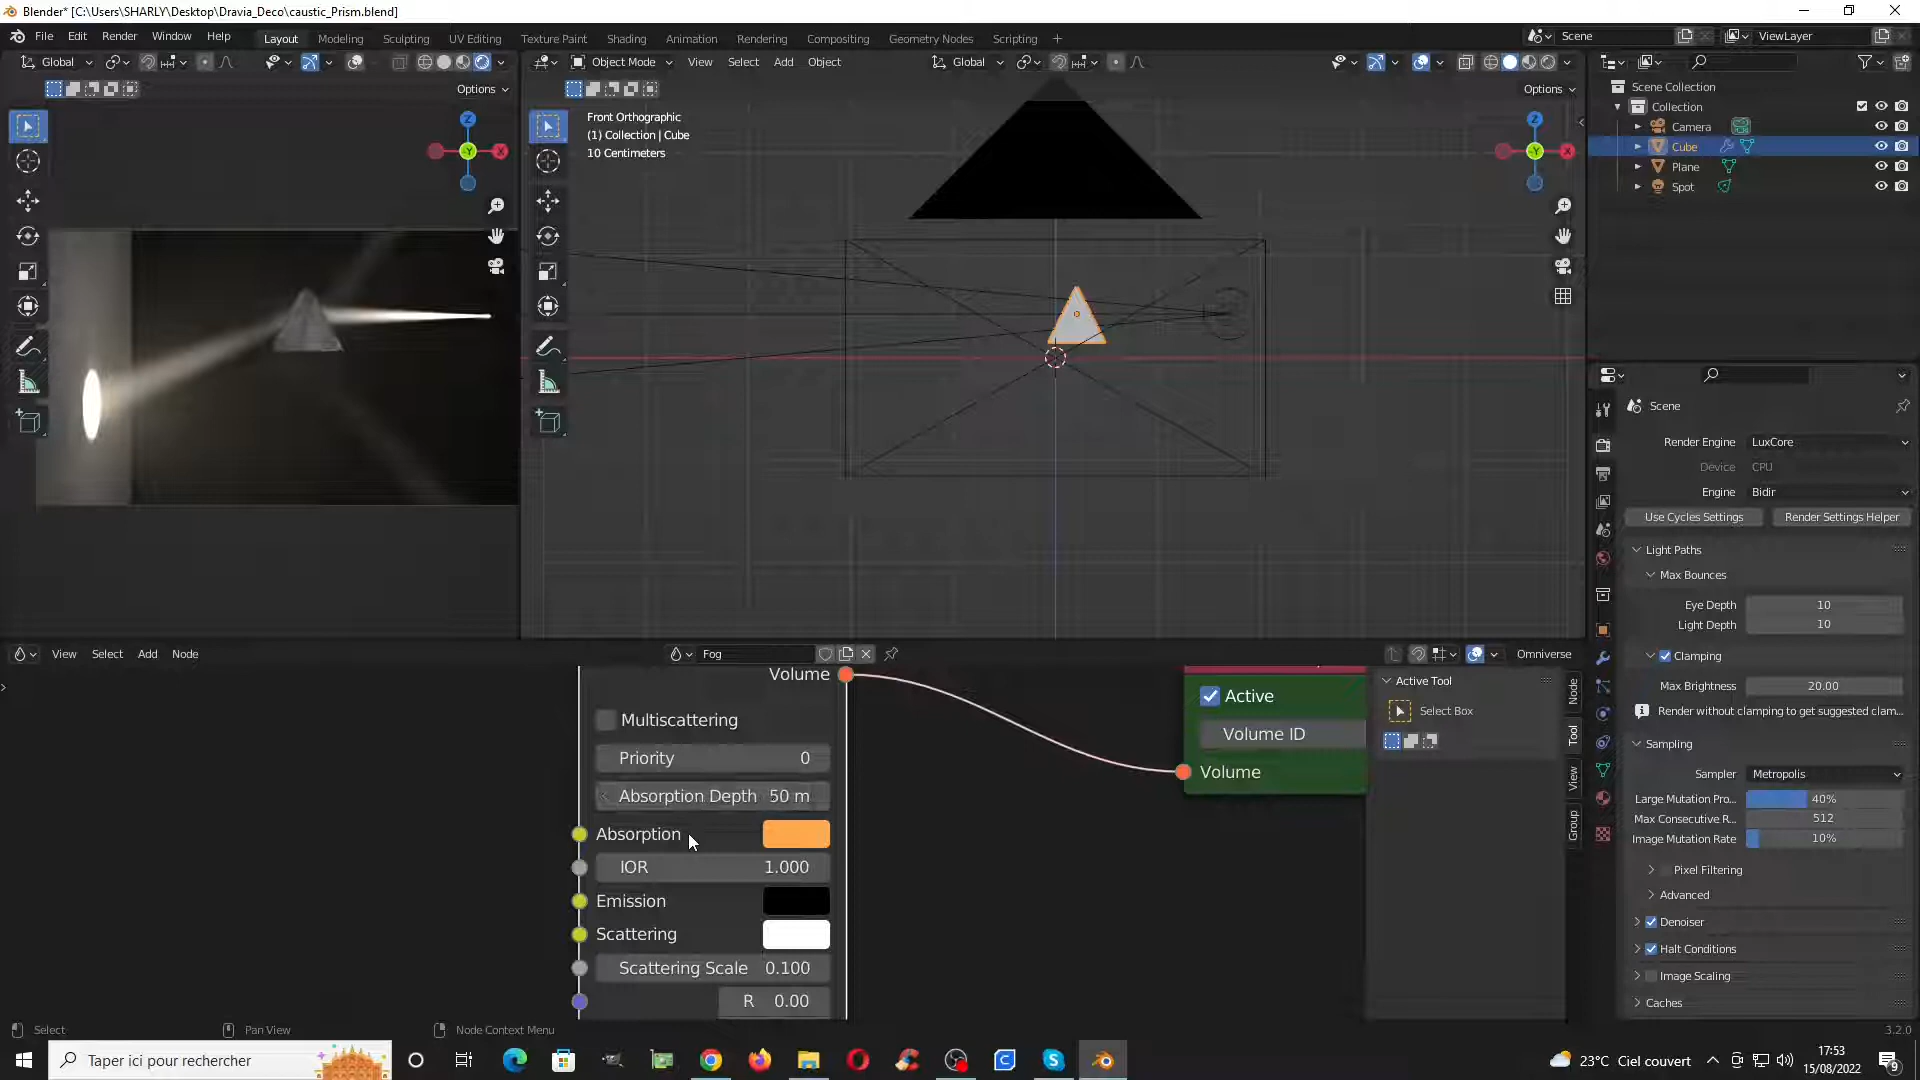 Blender* [C:\Users\SHARLY\Desktop\Dravia_Deco\caustic_Prism.blend]
File Edit Render Window Help
Layout Modeling Sculpting UV Editing Texture Paint Shading Animation Rendering Compositing Geometry Nodes Scripting +
Scene
ViewLayer
Global
Object Mode View Select Add Object
Global
Options
Options
Front Orthographic
(1) Collection | Cube
10 Centimeters
Z
Y
X
Z
Y
X
Scene Collection
Collection
Camera
Cube
Plane
Spot
Scene
Render Engine LuxCore
Device CPU
Engine Bidir
Use Cycles Settings Render Settings Helper
Light Paths
Max Bounces
Eye Depth 10
Light Depth 10
Clamping
Max Brightness 20.00
Render without clamping to get suggested clam...
Sampling
Sampler Metropolis
Large Mutation Pro... 40%
Max Consecutive R... 512
Image Mutation Rate 10%
Pixel Filtering
Advanced
Denoiser
Halt Conditions
Image Scaling
Caches
View Select Add Node
Fog
Omniverse
Volume
Multiscattering
Priority 0
Absorption Depth 50 m
Absorption
IOR 1.000
Emission
Scattering
Scattering Scale 0.100
R 0.00
Active
Volume ID
Volume
Active Tool
Select Box
Node
Tool
View
Group
Select Pan View Node Context Menu
3.2.0
Taper ici pour rechercher
23°C Ciel couvert
17:53
15/08/2022
9